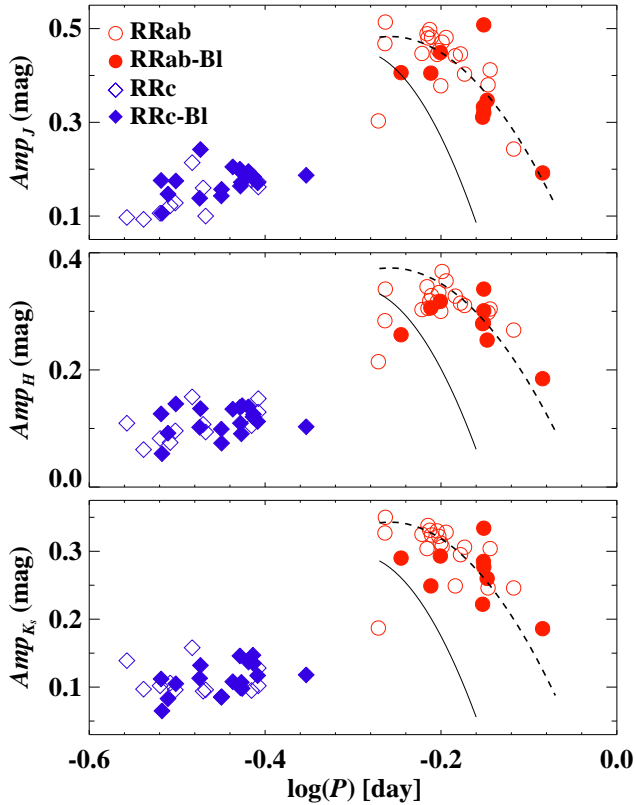 0.5
0.3
0.1
Amp_J (mag)
RRab
RRab-Bl
RRc
RRc-Bl
0.4
0.2
0.0
Amp_H (mag)
0.3
0.2
0.1
Amp_{K_s} (mag)
-0.6 -0.4 -0.2 0.0
log(P) [day]